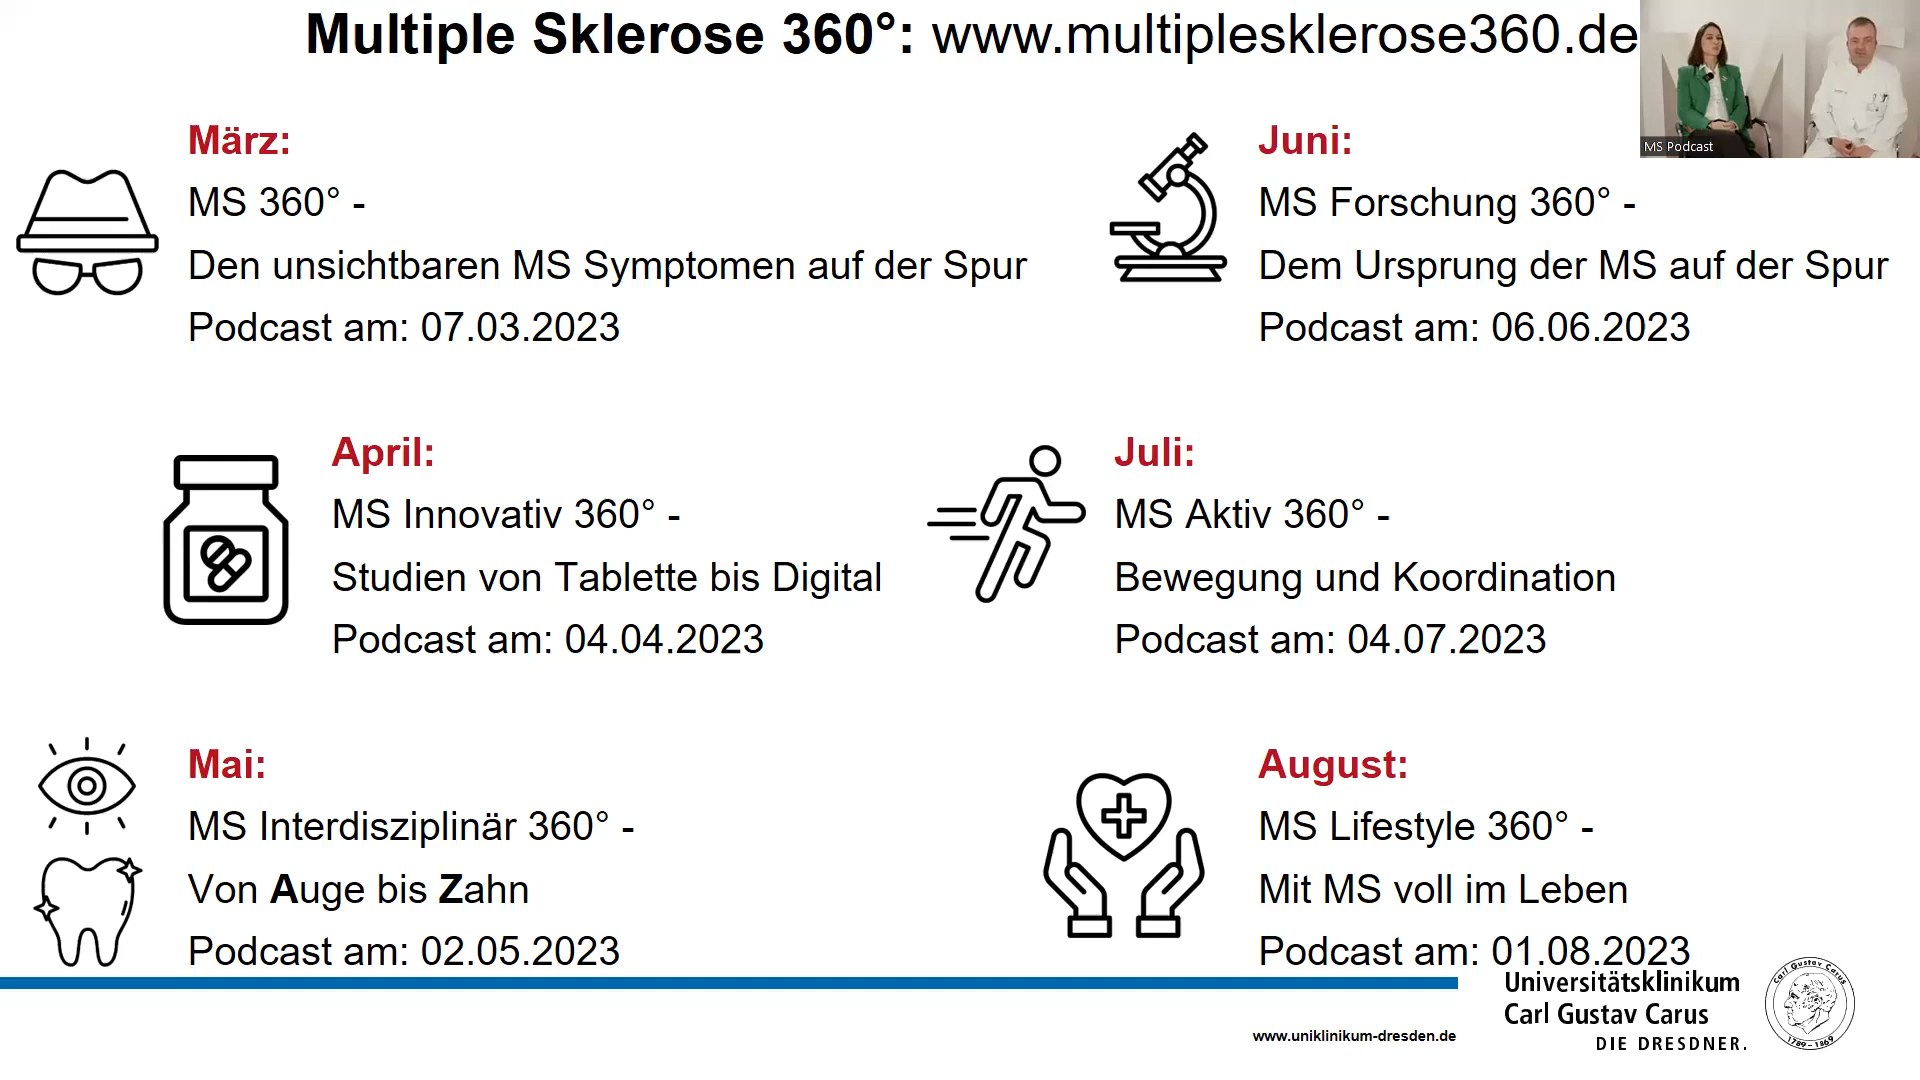 Multiple Sklerose 360°: www.multiplesklerose360.de
MS Podcast
März:
MS 360° -
Den unsichtbaren MS Symptomen auf der Spur
Podcast am: 07.03.2023
April:
MS Innovativ 360° -
Studien von Tablette bis Digital
Podcast am: 04.04.2023
Mai:
MS Interdisziplinär 360° -
Von Auge bis Zahn
Podcast am: 02.05.2023
Juni:
MS Forschung 360° -
Dem Ursprung der MS auf der Spur
Podcast am: 06.06.2023
Juli:
MS Aktiv 360° -
Bewegung und Koordination
Podcast am: 04.07.2023
August:
MS Lifestyle 360° -
Mit MS voll im Leben
Podcast am: 01.08.2023
www.uniklinikum-dresden.de
Universitätsklinikum
Carl Gustav Carus
DIE DRESDNER.
Carl Gustav Carus
1789-1869